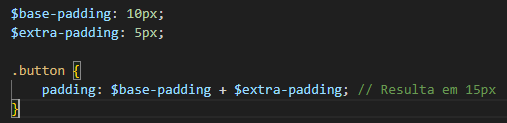 $base-padding: 10px;
$extra-padding: 5px;
.button {
padding: $base-padding + $extra-padding; // Resulta em 15px
}